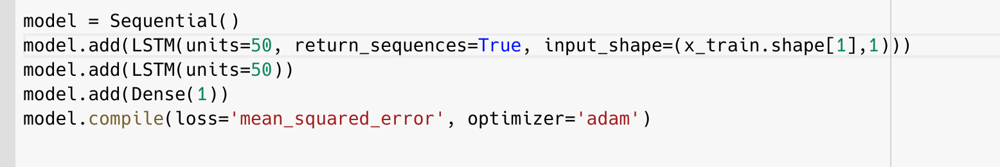 model = Sequential()
model.add(LSTM(units=50, return_sequences=True, input_shape=(x_train.shape[1],1)))
model.add(LSTM(units=50))
model.add(Dense(1))
model.compile(loss='mean_squared_error', optimizer='adam')